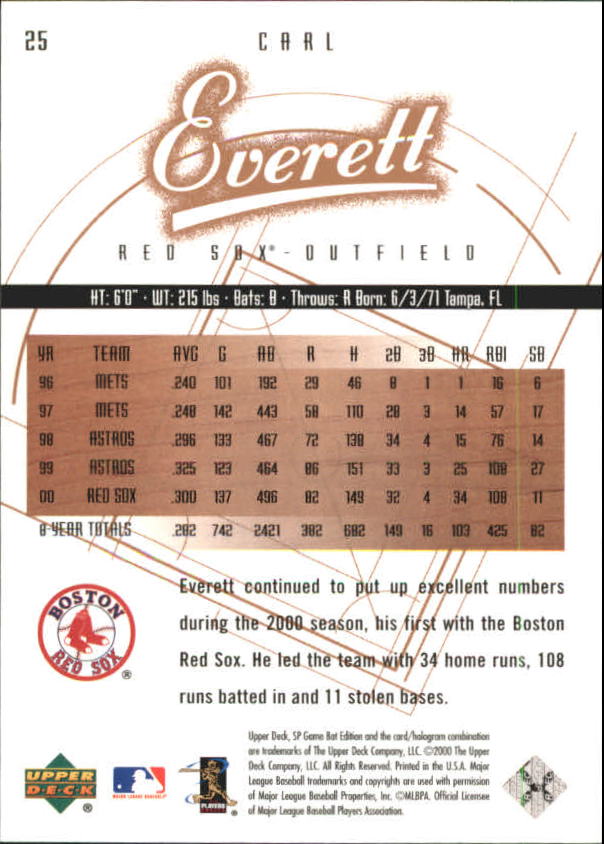 25
CARL
Everett
RED SOX® - OUTFIELD
HT: 6'0" · WT: 215 lbs · Bats: B · Throws: R Born: 6/3/71 Tampa, FL
YR TEAM AVG G AB R H 2B 3B HR RBI SB
96 METS .240 101 192 29 46 8 1 1 16 6
97 METS .248 142 443 58 110 28 3 14 57 17
98 ASTROS .296 133 467 72 138 34 4 15 76 14
99 ASTROS .325 123 464 86 151 33 3 25 108 27
00 RED SOX .300 137 496 82 149 32 4 34 108 11
8 YEAR TOTALS .282 742 2421 382 682 149 16 103 425 82
Everett continued to put up excellent numbers
during the 2000 season, his first with the Boston
Red Sox. He led the team with 34 home runs, 108
runs batted in and 11 stolen bases.
BOSTON
RED SOX
®
Upper Deck, SP Game Bat Edition and the card/hologram combination
are trademarks of The Upper Deck Company, LLC. ©2000 The Upper
Deck Company, LLC. All Rights Reserved. Printed in the U.S.A. Major
League Baseball trademarks and copyrights are used with permission
of Major League Baseball Properties, Inc. ©MLBPA. Official Licensee
of Major League Baseball Players Association.
UPPER
DECK
®
MAJOR LEAGUE BASEBALL
PLAYERS